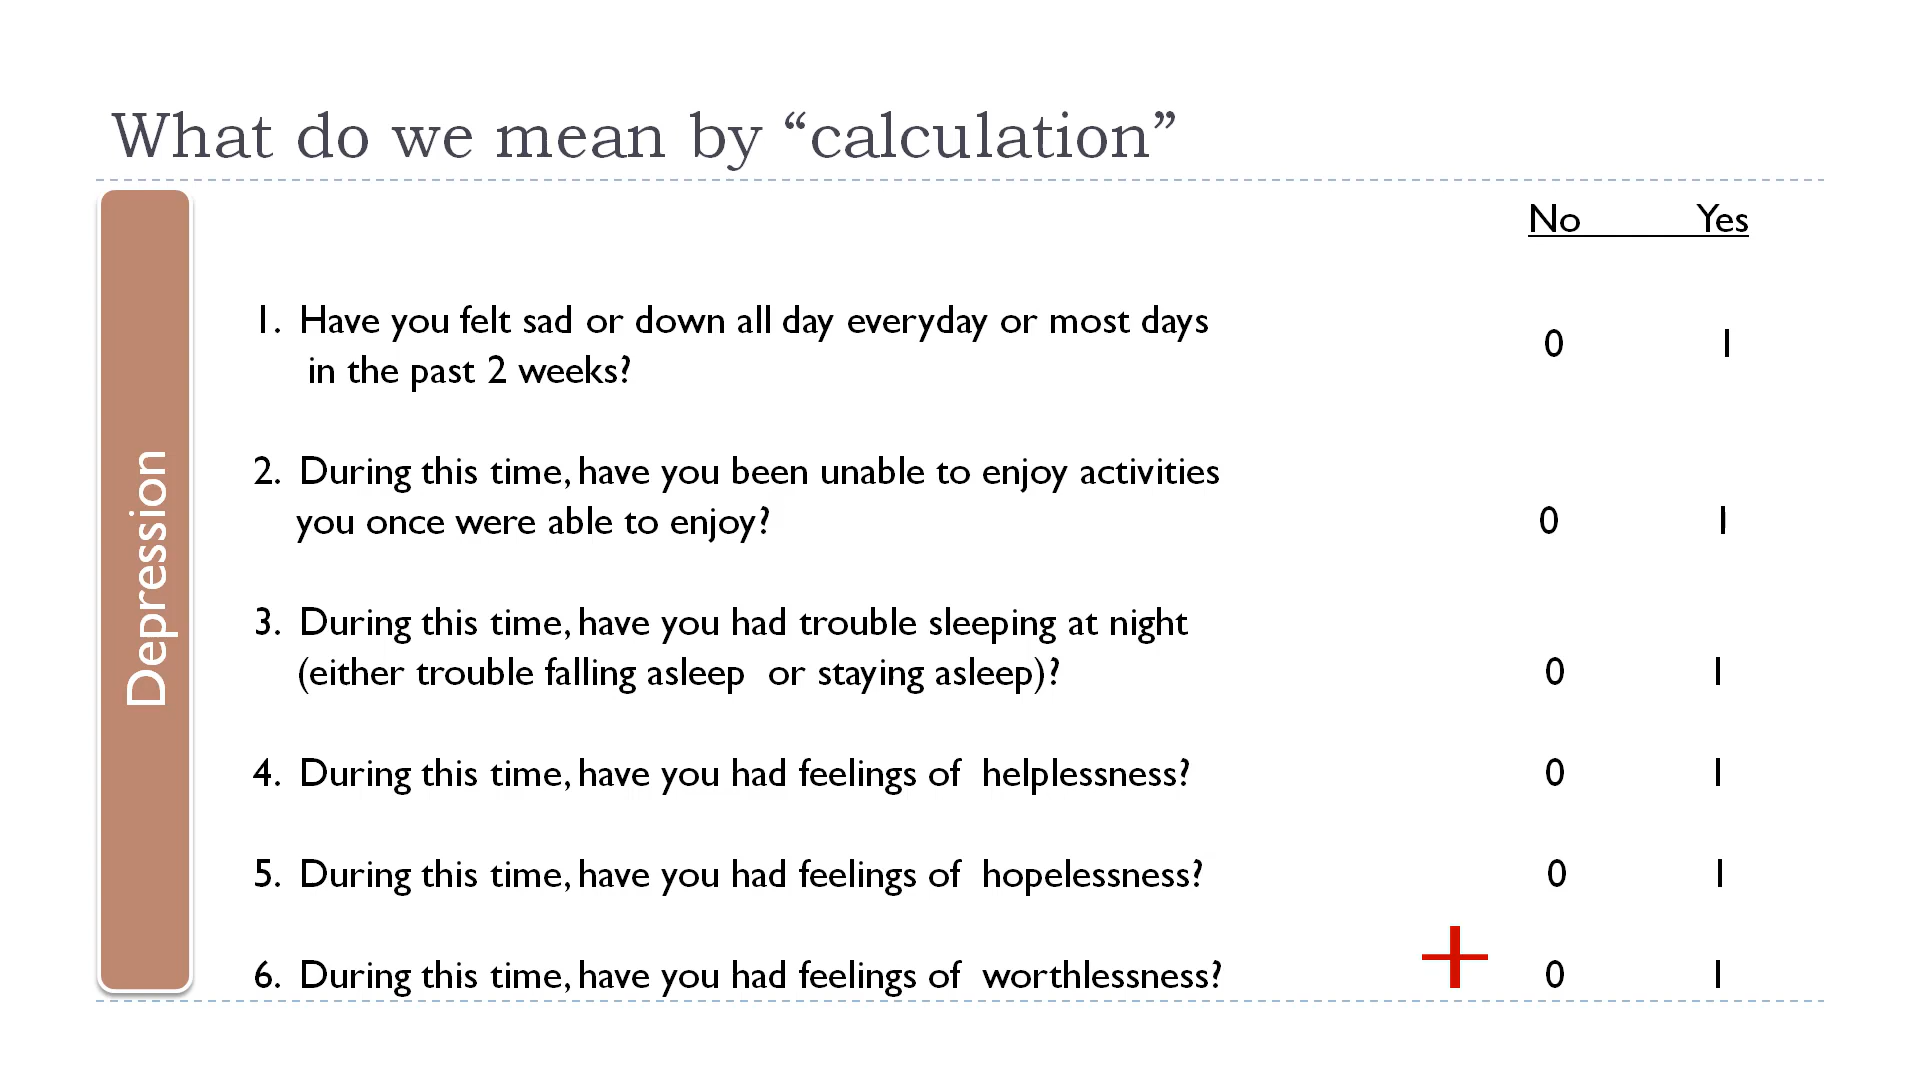 What do we mean by “calculation”
No Yes
Depression
1. Have you felt sad or down all day everyday or most days
in the past 2 weeks?
0 1
2. During this time, have you been unable to enjoy activities
you once were able to enjoy? 0 1
3. During this time, have you had trouble sleeping at night
(either trouble falling asleep or staying asleep)? 0 1
4. During this time, have you had feelings of helplessness? 0 1
5. During this time, have you had feelings of hopelessness? 0 1
6. During this time, have you had feelings of worthlessness? + 0 1